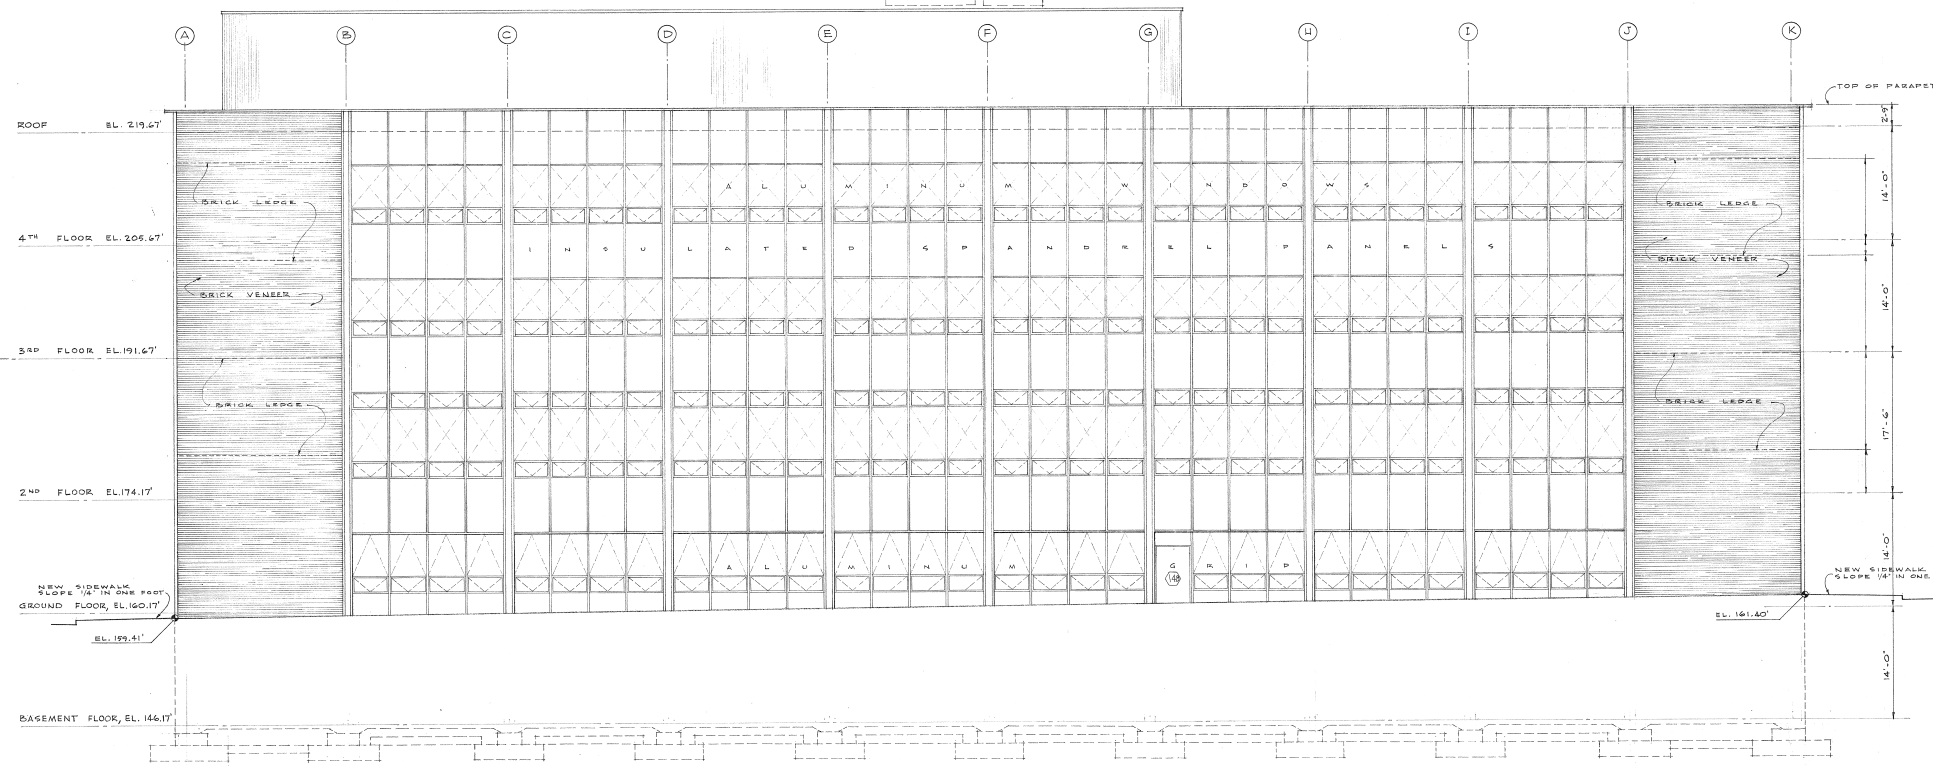 A B C D E F G H I J K
TOP OF PARAPET
ROOF EL. 219.67'
2'-9"
BRICK LEDGE
BRICK LEDGE
ALUMINUM WINDOWS
14'-0"
4TH FLOOR EL. 205.67'
INSULATED SPANDREL PANELS
BRICK VENEER
BRICK VENEER
14'-0"
3RD FLOOR EL. 191.67'
BRICK LEDGE
BRICK LEDGE
17'-6"
2ND FLOOR EL. 174.17'
14'-0"
ALUMINUM GRID
148
NEW SIDEWALK
SLOPE 1/4" IN ONE FOOT
NEW SIDEWALK
SLOPE 1/4" IN ONE
GROUND FLOOR, EL. 160.17'
EL. 159.41'
EL. 161.40'
14'-0"
BASEMENT FLOOR, EL. 146.17'